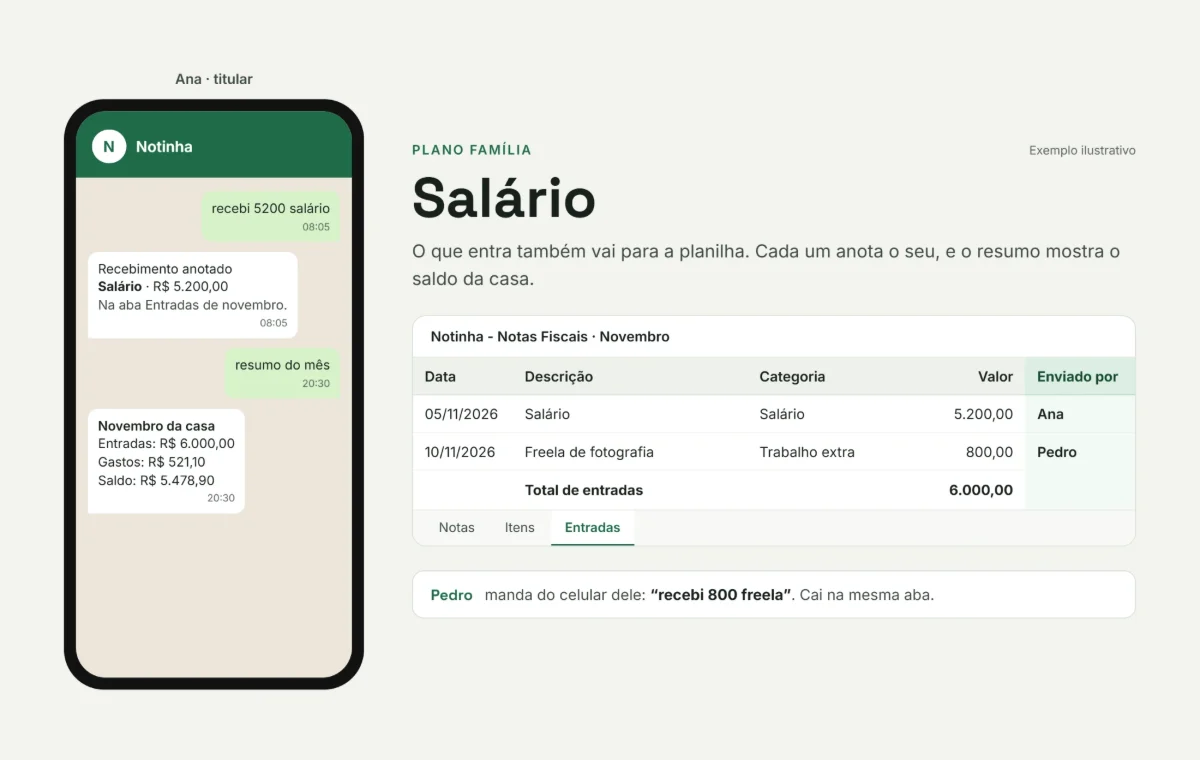 Ana · titular
N
Notinha
recebi 5200 salário
08:05
Recebimento anotado
Salário · R$ 5.200,00
Na aba Entradas de novembro.
08:05
resumo do mês
20:30
Novembro da casa
Entradas: R$ 6.000,00
Gastos: R$ 521,10
Saldo: R$ 5.478,90
20:30
PLANO FAMÍLIA
Exemplo ilustrativo
Salário
O que entra também vai para a planilha. Cada um anota o seu, e o resumo mostra o
saldo da casa.
Notinha - Notas Fiscais · Novembro
Data Descrição Categoria Valor Enviado por
05/11/2026 Salário Salário 5.200,00 Ana
10/11/2026 Freela de fotografia Trabalho extra 800,00 Pedro
Total de entradas 6.000,00
Notas Itens Entradas
Pedro manda do celular dele: “recebi 800 freela”. Cai na mesma aba.